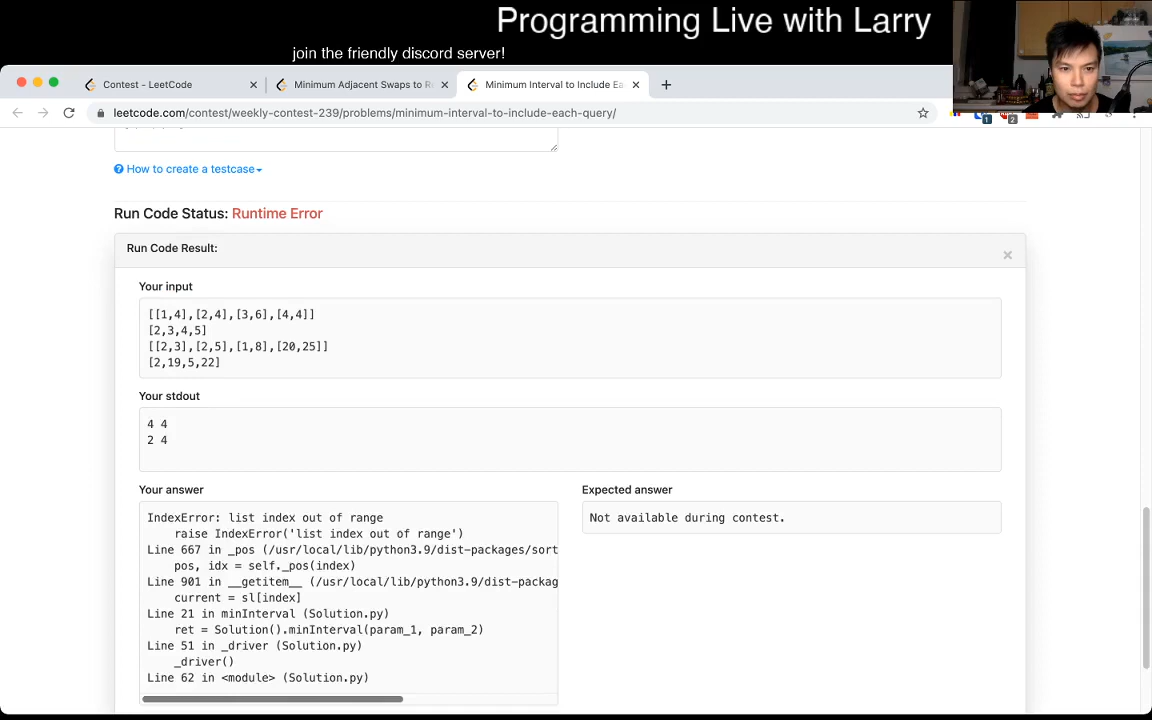 Programming Live with Larry
join the friendly discord server!
Contest - LeetCode
Minimum Adjacent Swaps to R
Minimum Interval to Include Ea
leetcode.com/contest/weekly-contest-239/problems/minimum-interval-to-include-each-query/
1
2
How to create a testcase
Run Code Status: Runtime Error
Run Code Result:
Your input
[[1,4],[2,4],[3,6],[4,4]]
[2,3,4,5]
[[2,3],[2,5],[1,8],[20,25]]
[2,19,5,22]
Your stdout
4 4
2 4
Your answer
IndexError: list index out of range
raise IndexError('list index out of range')
Line 667 in _pos (/usr/local/lib/python3.9/dist-packages/sort
pos, idx = self._pos(index)
Line 901 in __getitem__ (/usr/local/lib/python3.9/dist-packag
current = sl[index]
Line 21 in minInterval (Solution.py)
ret = Solution().minInterval(param_1, param_2)
Line 51 in _driver (Solution.py)
_driver()
Line 62 in <module> (Solution.py)
Expected answer
Not available during contest.